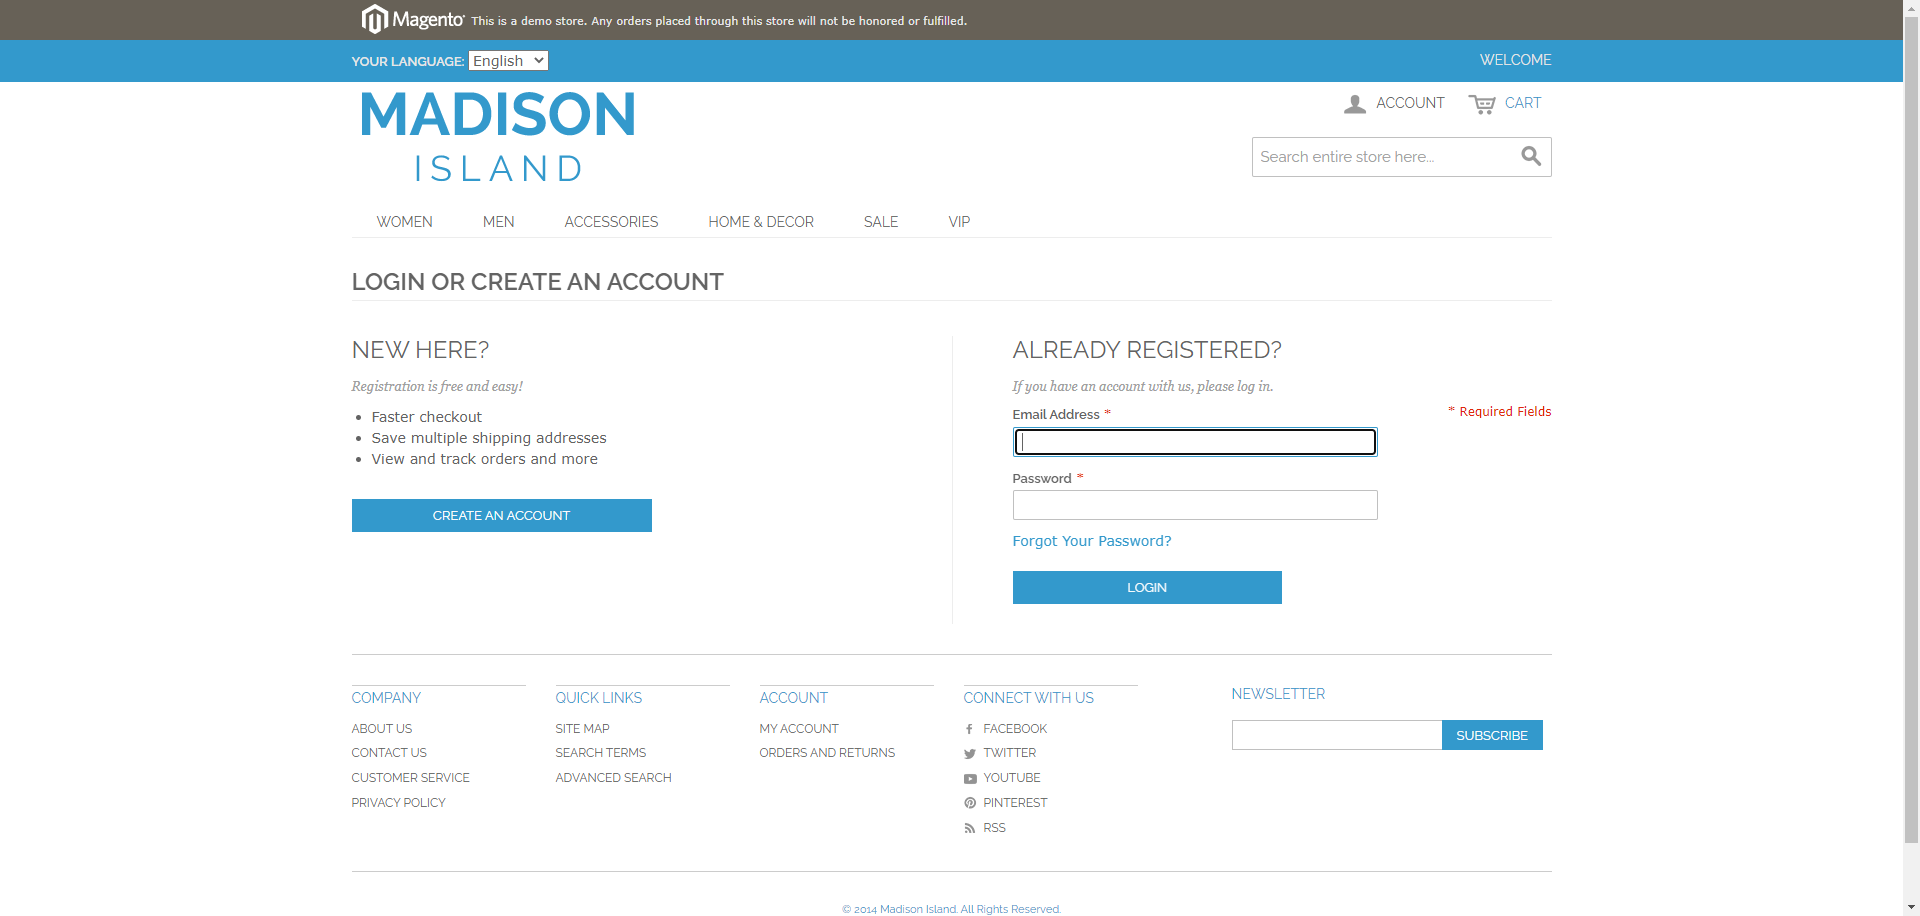 Magento This is a demo store. Any orders placed through this store will not be honored or fulfilled.
YOUR LANGUAGE: English WELCOME
MADISON
ISLAND
ACCOUNT CART
Search entire store here...
WOMEN MEN ACCESSORIES HOME & DECOR SALE VIP
LOGIN OR CREATE AN ACCOUNT
NEW HERE?
Registration is free and easy!
Faster checkout
Save multiple shipping addresses
View and track orders and more
CREATE AN ACCOUNT
ALREADY REGISTERED?
If you have an account with us, please log in.
Email Address * * Required Fields
Password *
Forgot Your Password?
LOGIN
COMPANY
ABOUT US
CONTACT US
CUSTOMER SERVICE
PRIVACY POLICY
QUICK LINKS
SITE MAP
SEARCH TERMS
ADVANCED SEARCH
ACCOUNT
MY ACCOUNT
ORDERS AND RETURNS
CONNECT WITH US
FACEBOOK
TWITTER
YOUTUBE
PINTEREST
RSS
NEWSLETTER
SUBSCRIBE
© 2014 Madison Island. All Rights Reserved.